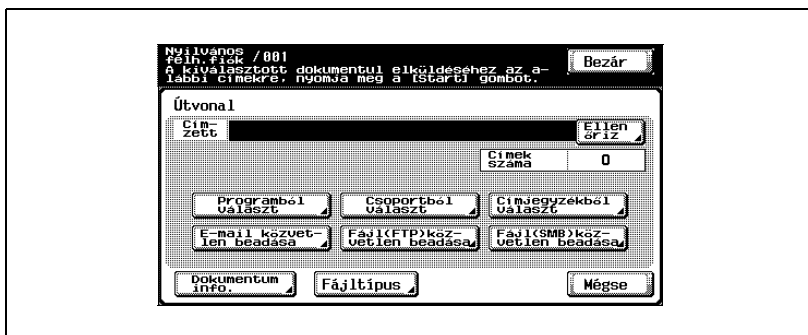 Nyilvános
felh.fiók /001
A kiválasztott dokumentul elküldéséhez az a-
lábbi címekre, nyomja meg a [Start] gombot.
Bezár
Útvonal
Cím-
zett
Ellen
őriz
Címek
száma
0
Programból
választ
Csoportból
választ
Címjegyzékből
választ
E-mail közvet-
len beadása
Fájl(FTP)köz-
vetlen beadása
Fájl(SMB)köz-
vetlen beadása
Dokumentum
info.
Fájltípus
Mégse